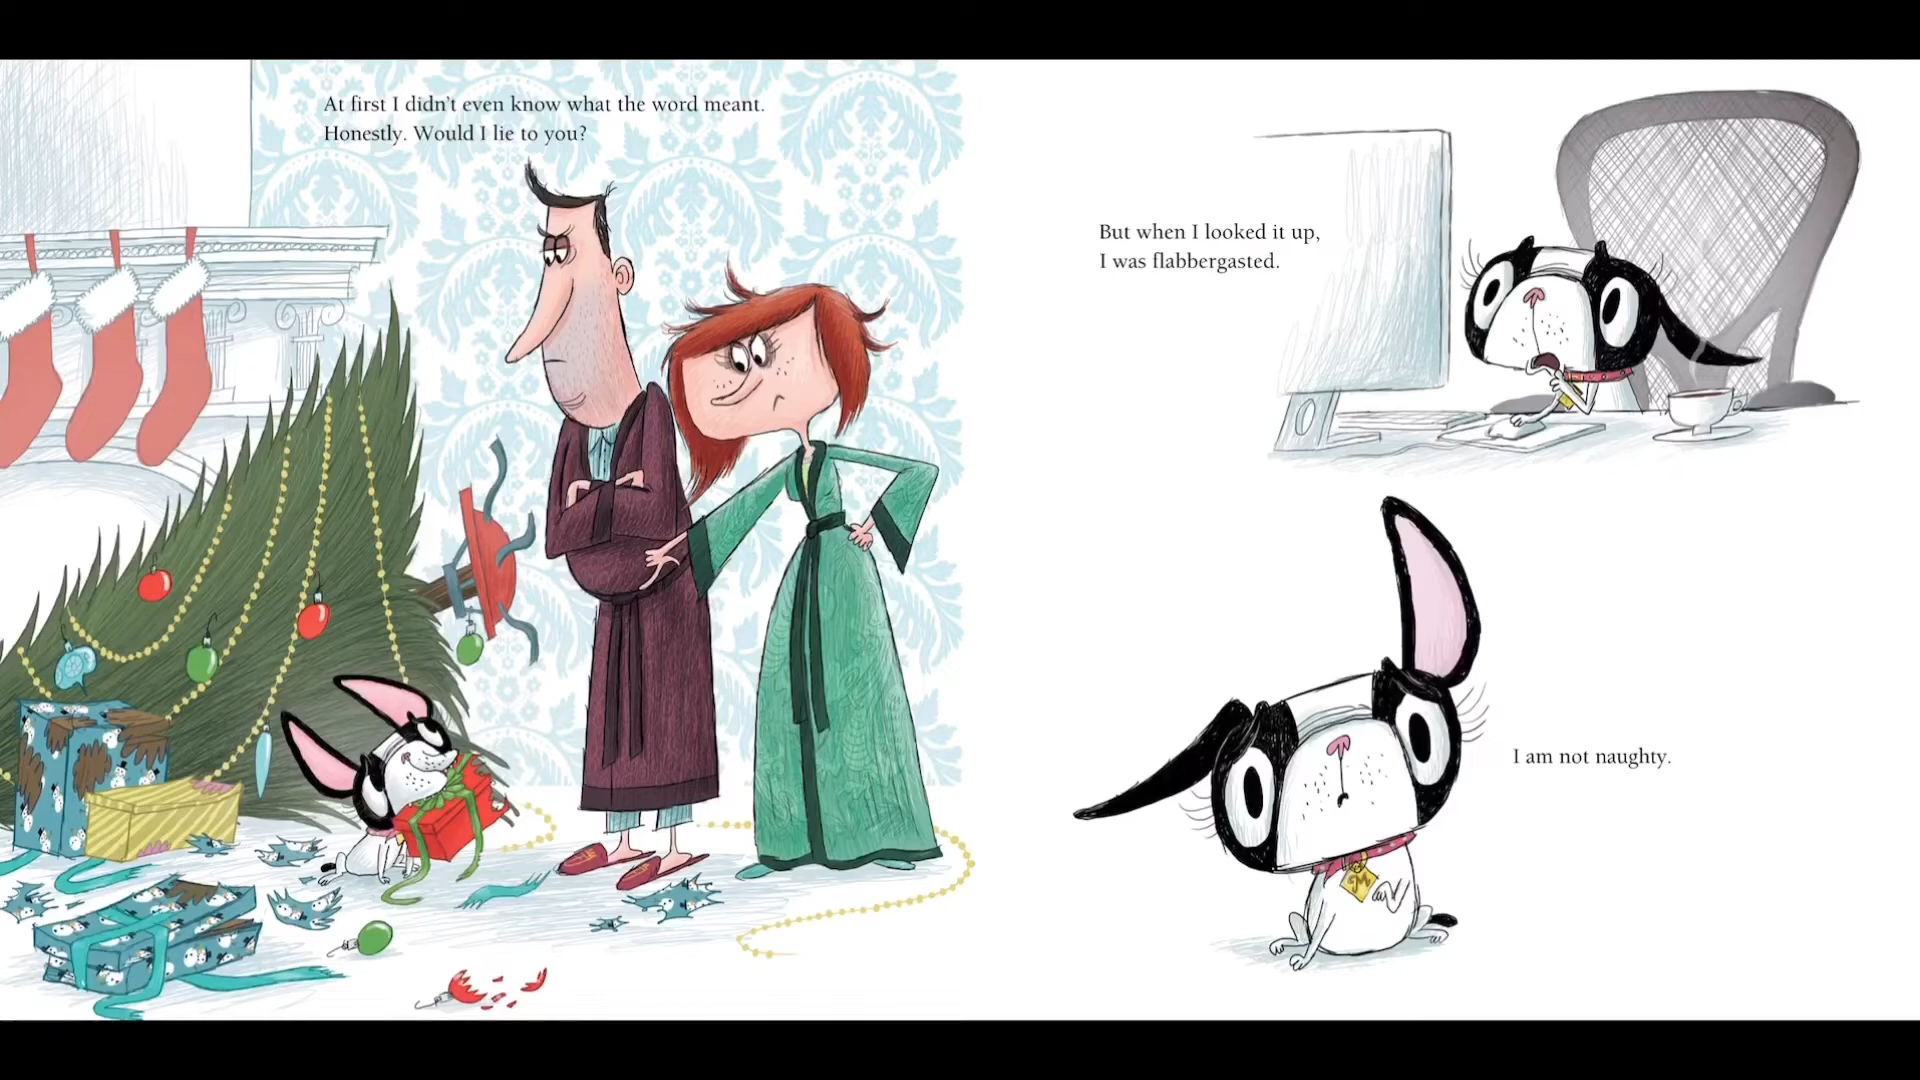 At first I didn't even know what the word meant.
Honestly. Would I lie to you?
But when I looked it up,
I was flabbergasted.
I am not naughty.